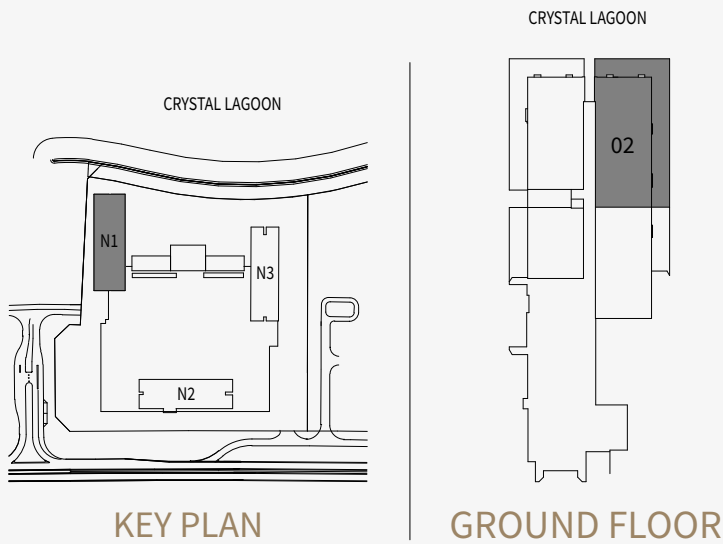 CRYSTAL LAGOON
N1
N3
N2
KEY PLAN
CRYSTAL LAGOON
02
GROUND FLOOR